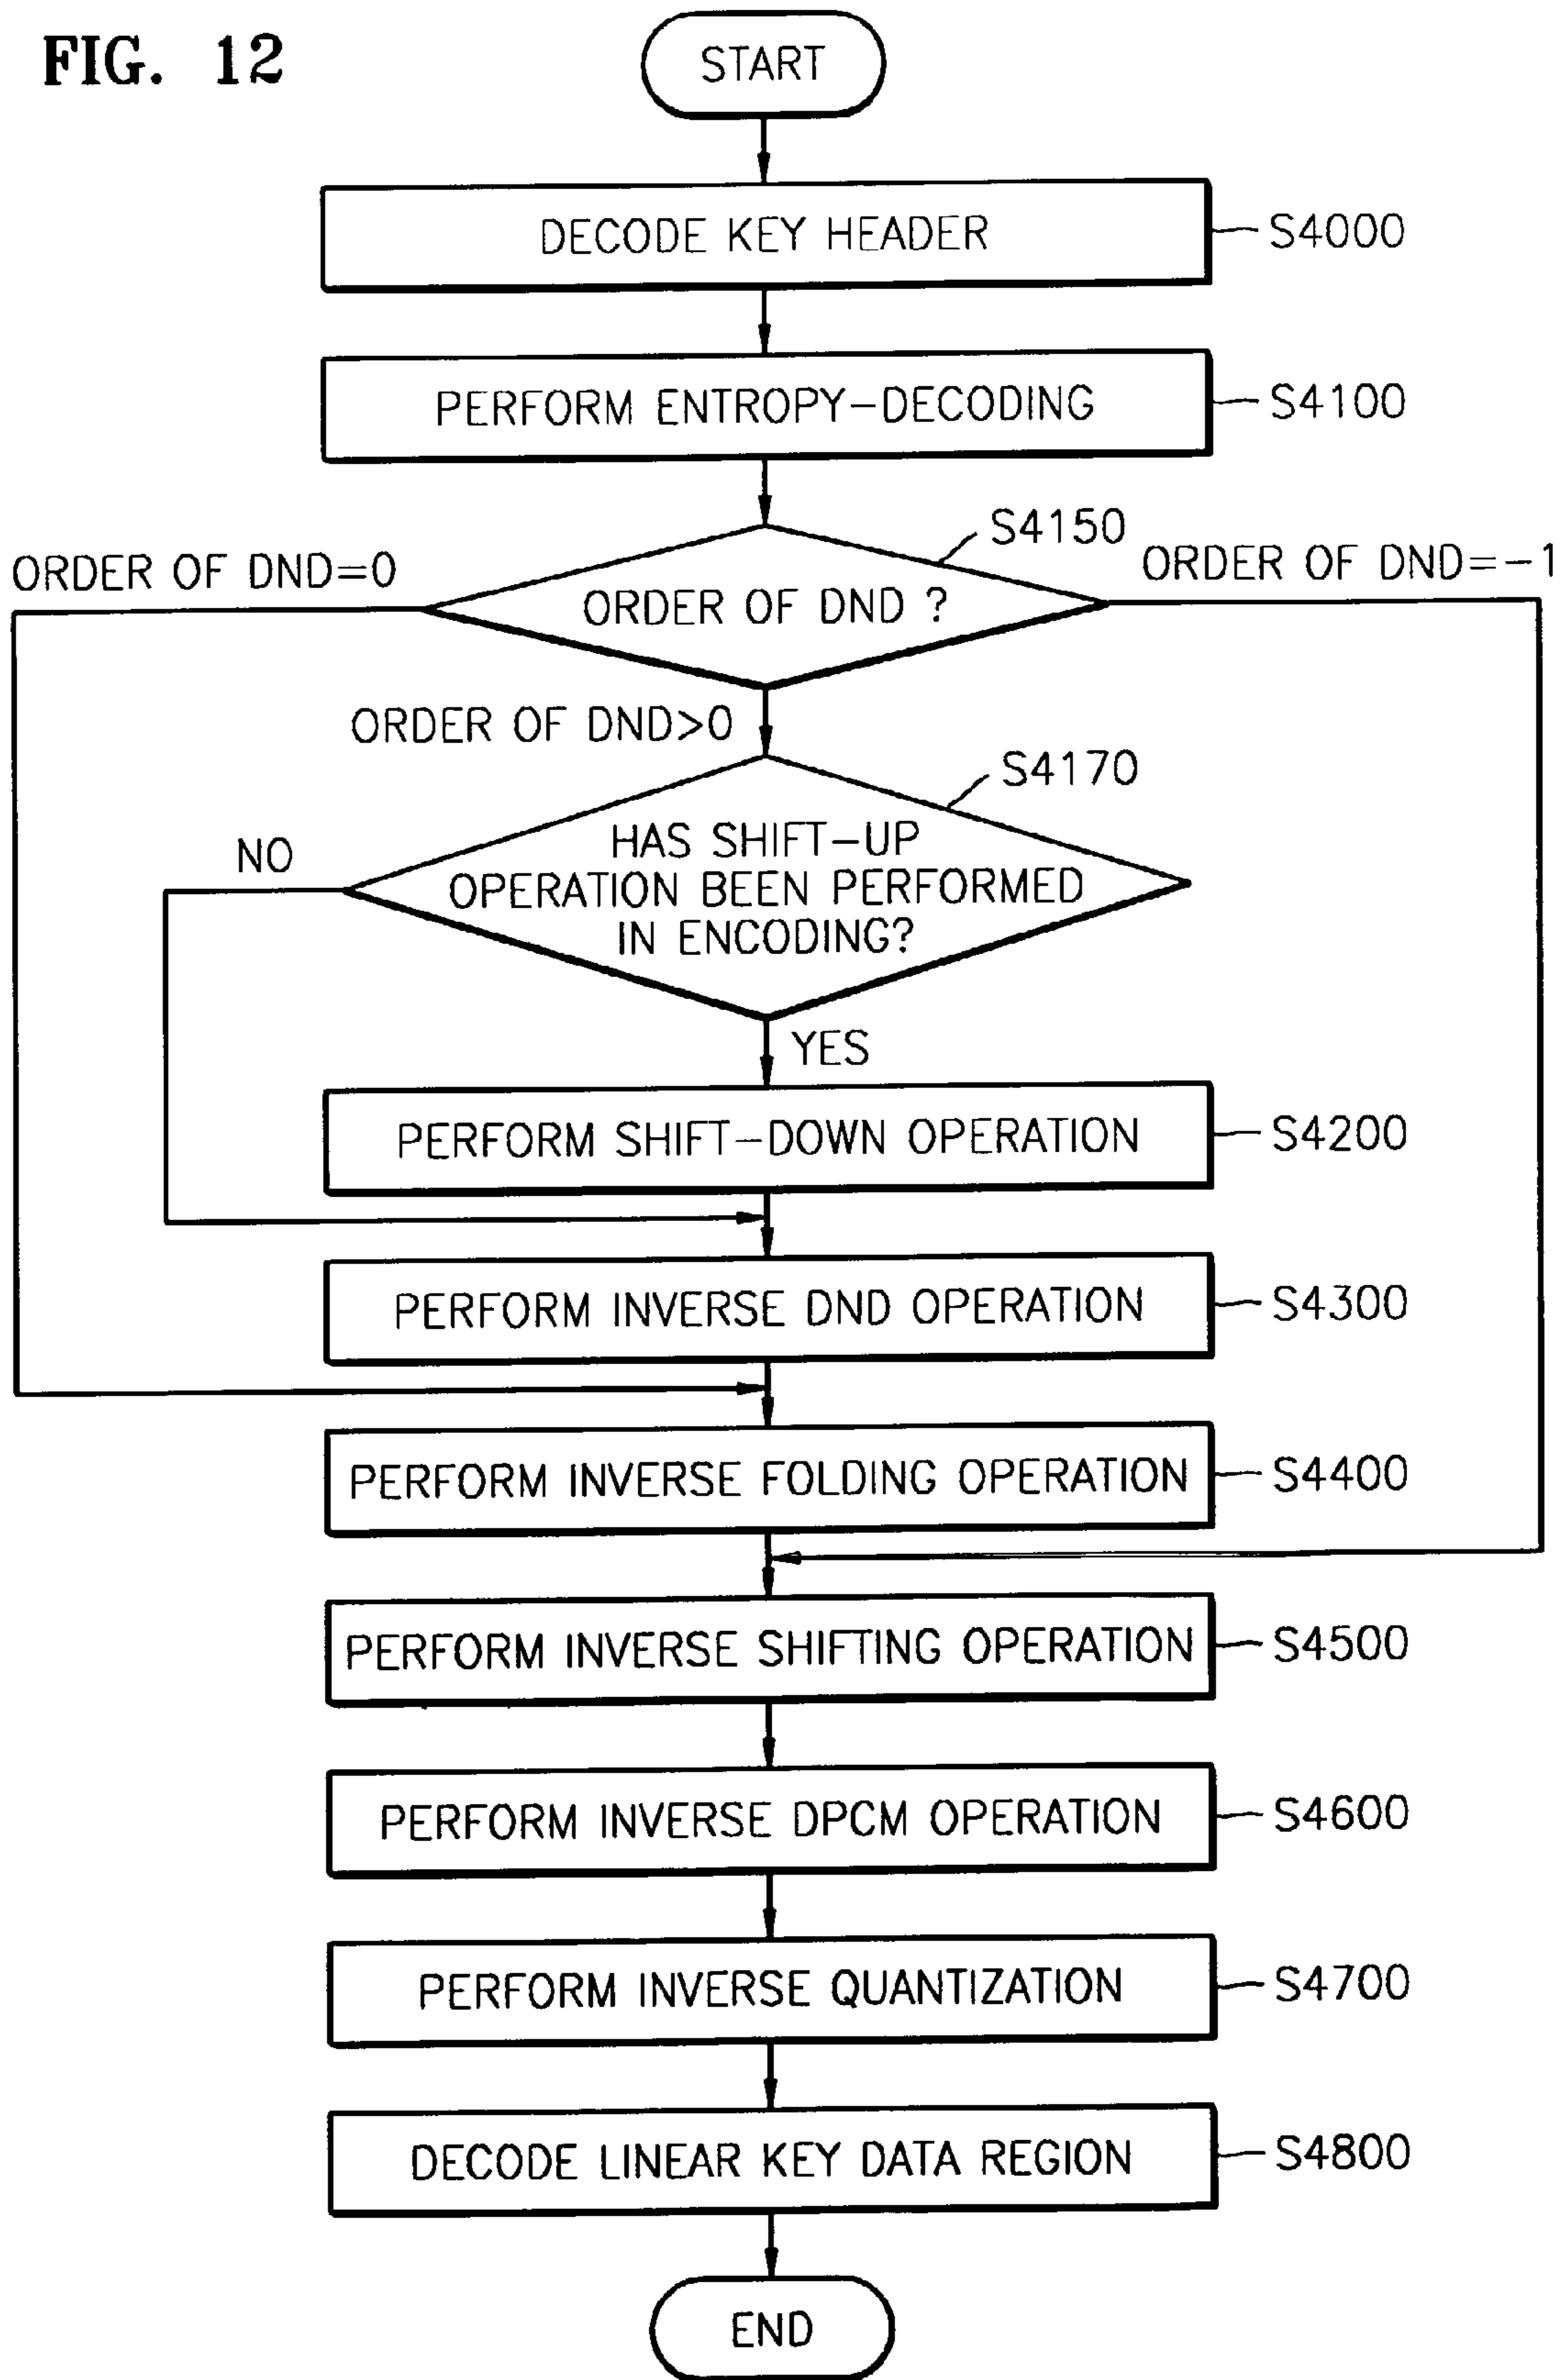 FIG. 12
START
DECODE KEY HEADER
S4000
PERFORM ENTROPY-DECODING
S4100
S4150
ORDER OF DND=0
ORDER OF DND=-1
ORDER OF DND ?
ORDER OF DND>0
S4170
NO
HAS SHIFT-UP
OPERATION BEEN PERFORMED
IN ENCODING?
YES
PERFORM SHIFT-DOWN OPERATION
S4200
PERFORM INVERSE DND OPERATION
S4300
PERFORM INVERSE FOLDING OPERATION
S4400
PERFORM INVERSE SHIFTING OPERATION
S4500
PERFORM INVERSE DPCM OPERATION
S4600
PERFORM INVERSE QUANTIZATION
S4700
DECODE LINEAR KEY DATA REGION
S4800
END